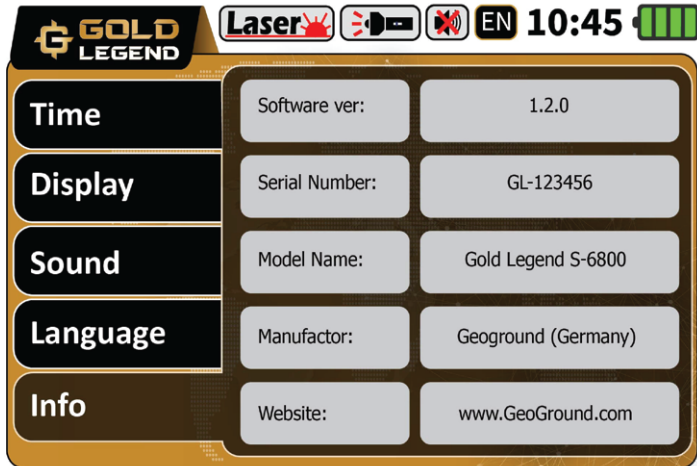 GOLD
LEGEND
Laser
EN
10:45
Time
Display
Sound
Language
Info
Software ver:
1.2.0
Serial Number:
GL-123456
Model Name:
Gold Legend S-6800
Manufactor:
Geoground (Germany)
Website:
www.GeoGround.com